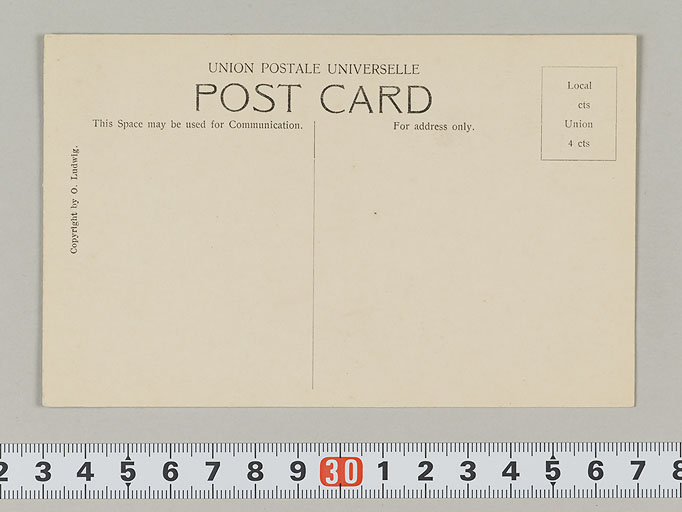 UNION POSTALE UNIVERSELLE
POST CARD
This Space may be used for Communication.
For address only.
Local
cts
Union
4 cts
Copyright by O. Ludwig.
2 3 4 5 6 7 8 9 30 1 2 3 4 5 6 7 8